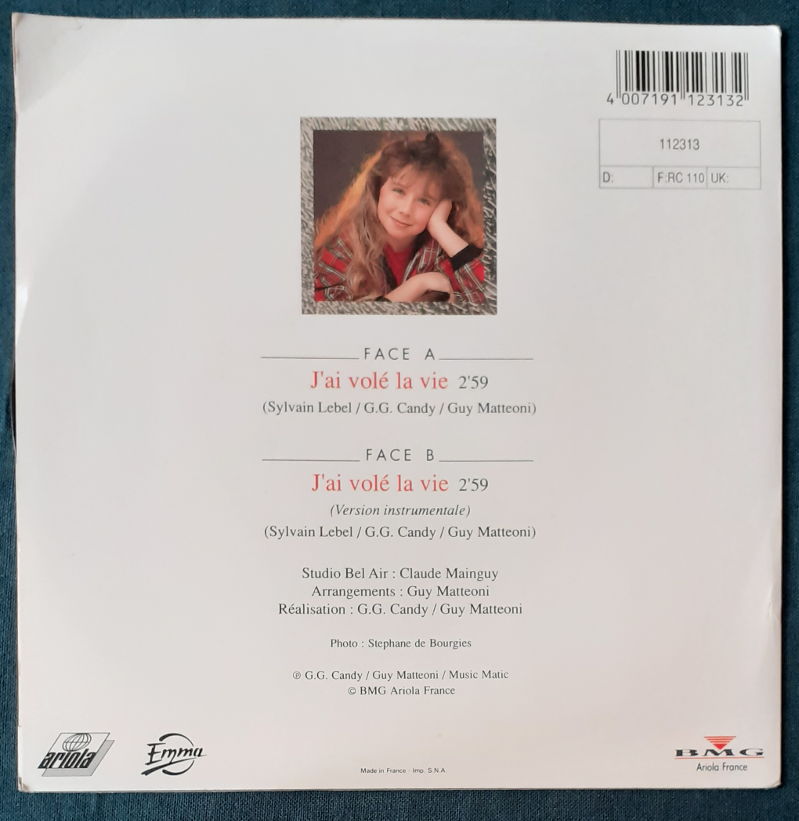 4 007191 123132
112313
D: F:RC 110 UK:
FACE A
J'ai volé la vie 2'59
(Sylvain Lebel / G.G. Candy / Guy Matteoni)
FACE B
J'ai volé la vie 2'59
(Version instrumentale)
(Sylvain Lebel / G.G. Candy / Guy Matteoni)
Studio Bel Air : Claude Mainguy
Arrangements : Guy Matteoni
Réalisation : G.G. Candy / Guy Matteoni
Photo : Stephane de Bourgies
℗ G.G. Candy / Guy Matteoni / Music Matic
© BMG Ariola France
ariola
Emma
Made in France - Imp. S.N.A.
BMG
Ariola France